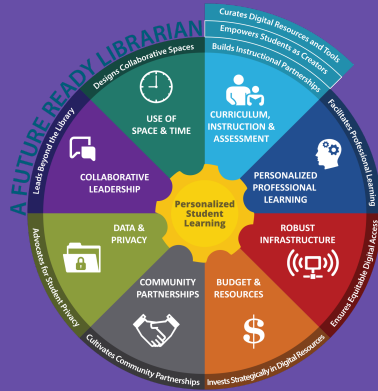 A FUTURE READY LIBRARIAN
Curates Digital Resources and Tools
Empowers Students as Creators
Builds Instructional Partnerships
CURRICULUM,
INSTRUCTION &
ASSESSMENT
Facilitates Professional Learning
PERSONALIZED
PROFESSIONAL
LEARNING
Ensures Equitable Digital Access
ROBUST
INFRASTRUCTURE
Invests Strategically in Digital Resources
BUDGET &
RESOURCES
$
Cultivates Community Partnerships
COMMUNITY
PARTNERSHIPS
Advocates for Student Privacy
DATA &
PRIVACY
Leads Beyond the Library
COLLABORATIVE
LEADERSHIP
Designs Collaborative Spaces
USE OF
SPACE & TIME
Personalized
Student
Learning